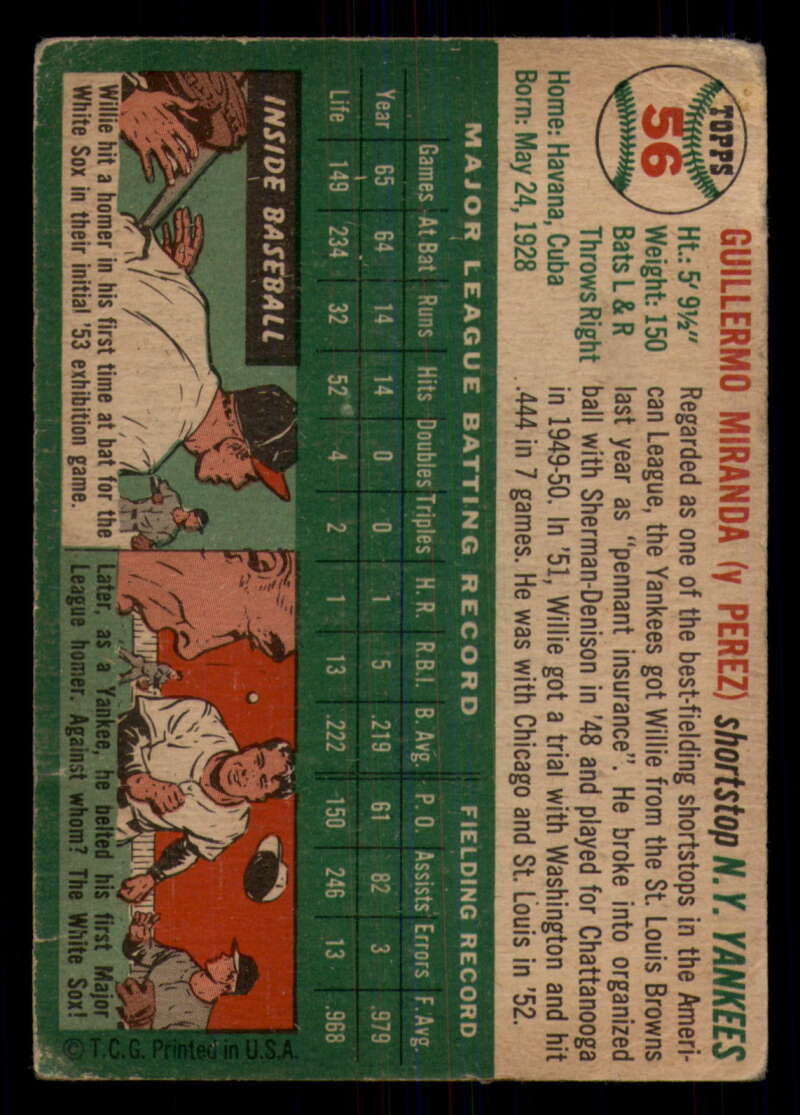 TOPPS
56
GUILLERMO MIRANDA (y PEREZ) shortstop N. Y. YANKEES
Ht.: 5' 9½"
Weight: 150
Bats L & R
Throws Right
Home: Havana, Cuba
Born: May 24, 1928
Regarded as one of the best-fielding shortstops in the Ameri-
can League, the Yankees got Willie from the St. Louis Browns
last year as "pennant insurance". He broke into organized
ball with Sherman-Denison in '48 and played for Chattanooga
in 1949-50. In '51, Willie got a trial with Washington and hit
.444 in 7 games. He was with Chicago and St. Louis in '52.
MAJOR LEAGUE BATTING RECORD FIELDING RECORD
Games At Bat Runs Hits Doubles Triples H. R. R.B.I. B. Avg. P. O. Assists Errors F. Avg.
Year 65 64 14 14 0 0 1 5 .219 61 82 3 .979
Life 149 234 32 52 4 2 1 13 .222 150 246 13 .968
INSIDE BASEBALL
Willie hit a homer in his first time at bat for the
White Sox in their initial '53 exhibition game.
Later, as a Yankee, he belted his first Major
League homer. Against whom? The White Sox!
© T.C.G. Printed in U.S.A.